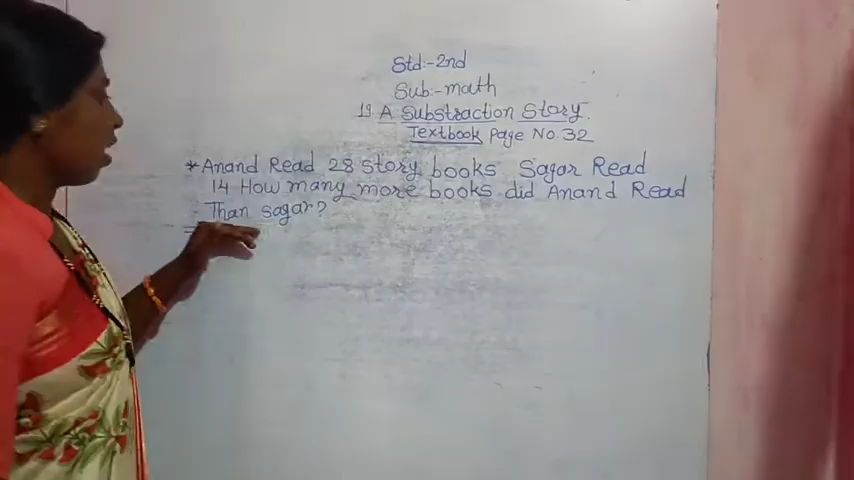 Std:-2nd
Sub:-math
19 A Substraction Story
Textbook Page No. 32
*Anand Read 28 Story books Sagar Read
14 How many more books did Anand Read
Than sagar?